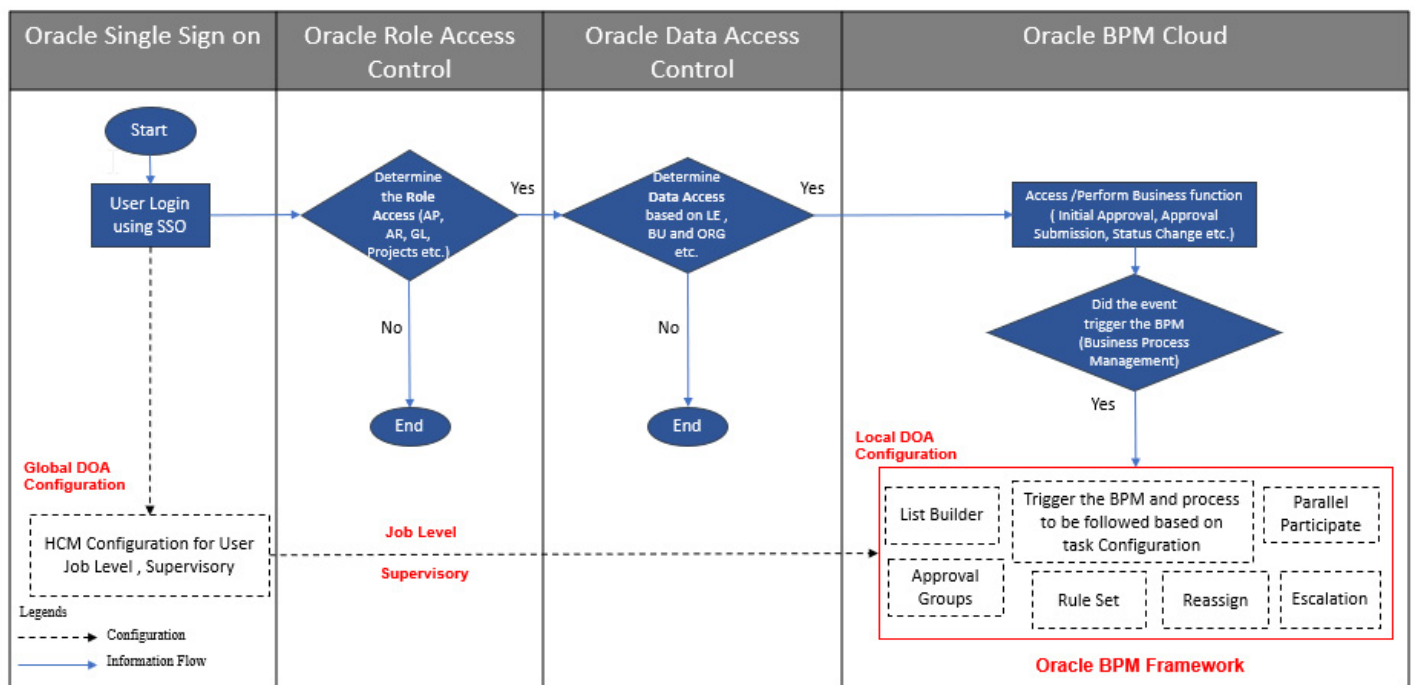 Oracle Single Sign on
Oracle Role Access
Control
Oracle Data Access
Control
Oracle BPM Cloud
Start
User Login
using SSO
Determine
the Role
Access (AP,
AR, GL,
Projects etc.)
Yes
No
End
Determine
Data Access
based on LE ,
BU and ORG
etc.
Yes
No
End
Access /Perform Business function
( Initial Approval, Approval
Submission, Status Change etc.)
Did the event
trigger the BPM
(Business Process
Management)
Yes
Global DOA
Configuration
HCM Configuration for User
Job Level , Supervisory
Job Level
Supervisory
Local DOA
Configuration
List Builder
Trigger the BPM and process
to be followed based on
task Configuration
Parallel
Participate
Approval
Groups
Rule Set
Reassign
Escalation
Oracle BPM Framework
Legends
Configuration
Information Flow